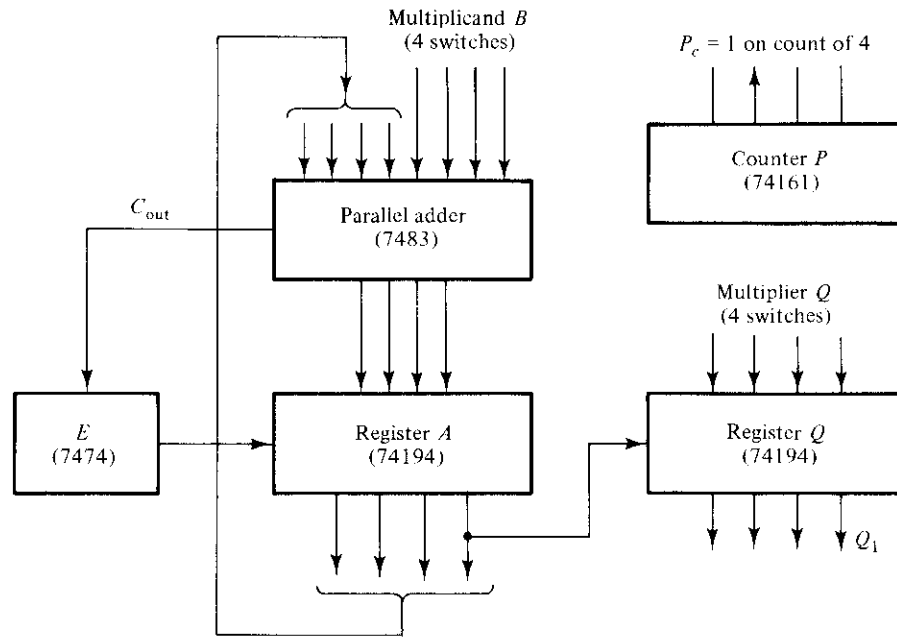 Multiplicand B
(4 switches)
P_c = 1 on count of 4
Counter P
(74161)
C_out
Parallel adder
(7483)
Multiplier Q
(4 switches)
E
(7474)
Register A
(74194)
Register Q
(74194)
Q_1